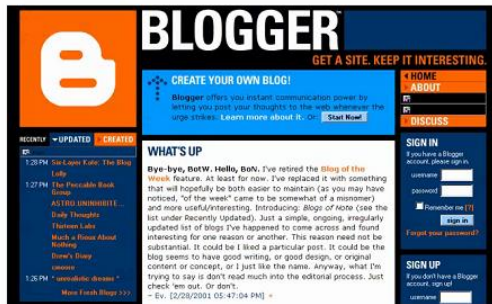 BLOGGER
GET A SITE. KEEP IT INTERESTING.
CREATE YOUR OWN BLOG!
Blogger offers you instant communication power by
letting you post your thoughts to the web whenever the
urge strikes. Learn more about it. Or: Start Now!
HOME
ABOUT
DISCUSS
RECENTLY UPDATED CREATED
1:28 PM Six-Layer Kate: The Blog
Lolly
1:27 PM The Poseable Book
Group
ASTRO.UNINHIBITE...
Daily Thoughts
Thirteen Labs
Much a Ruoux About
Nothing
Drew's Diary
1:26 PM * unrealistic dreams *
More Fresh Blogs >>>
WHAT'S UP
Bye-bye, BotW. Hello, BoN. I've retired the Blog of the
Week feature. At least for now. I've replaced it with something
that will hopefully be both easier to maintain (as you may have
noticed, "of the week" came to be somewhat of a misnomer)
and more useful/interesting. Introducing: Blogs of Note (see the
list under Recently Updated). Just a simple, ongoing, irregularly
updated list of blogs I've happened to come across and found
interesting for one reason or another. This reason need not be
substantial. It could be I liked a particular post. It could be the
blog seems to have good writing, or good design, or original
content or concept, or I just like the name. Anyway, what I'm
trying to say is don't read much into the editorial process. Just
check 'em out. Or don't.
- Ev. [2/28/2001 05:47:04 PM]
SIGN IN
If you have a Blogger
account, please sign in.
username
password
Remember me [?]
sign in
Forgot your password?
SIGN UP
If you don't have a Blogger
account, sign up!
username